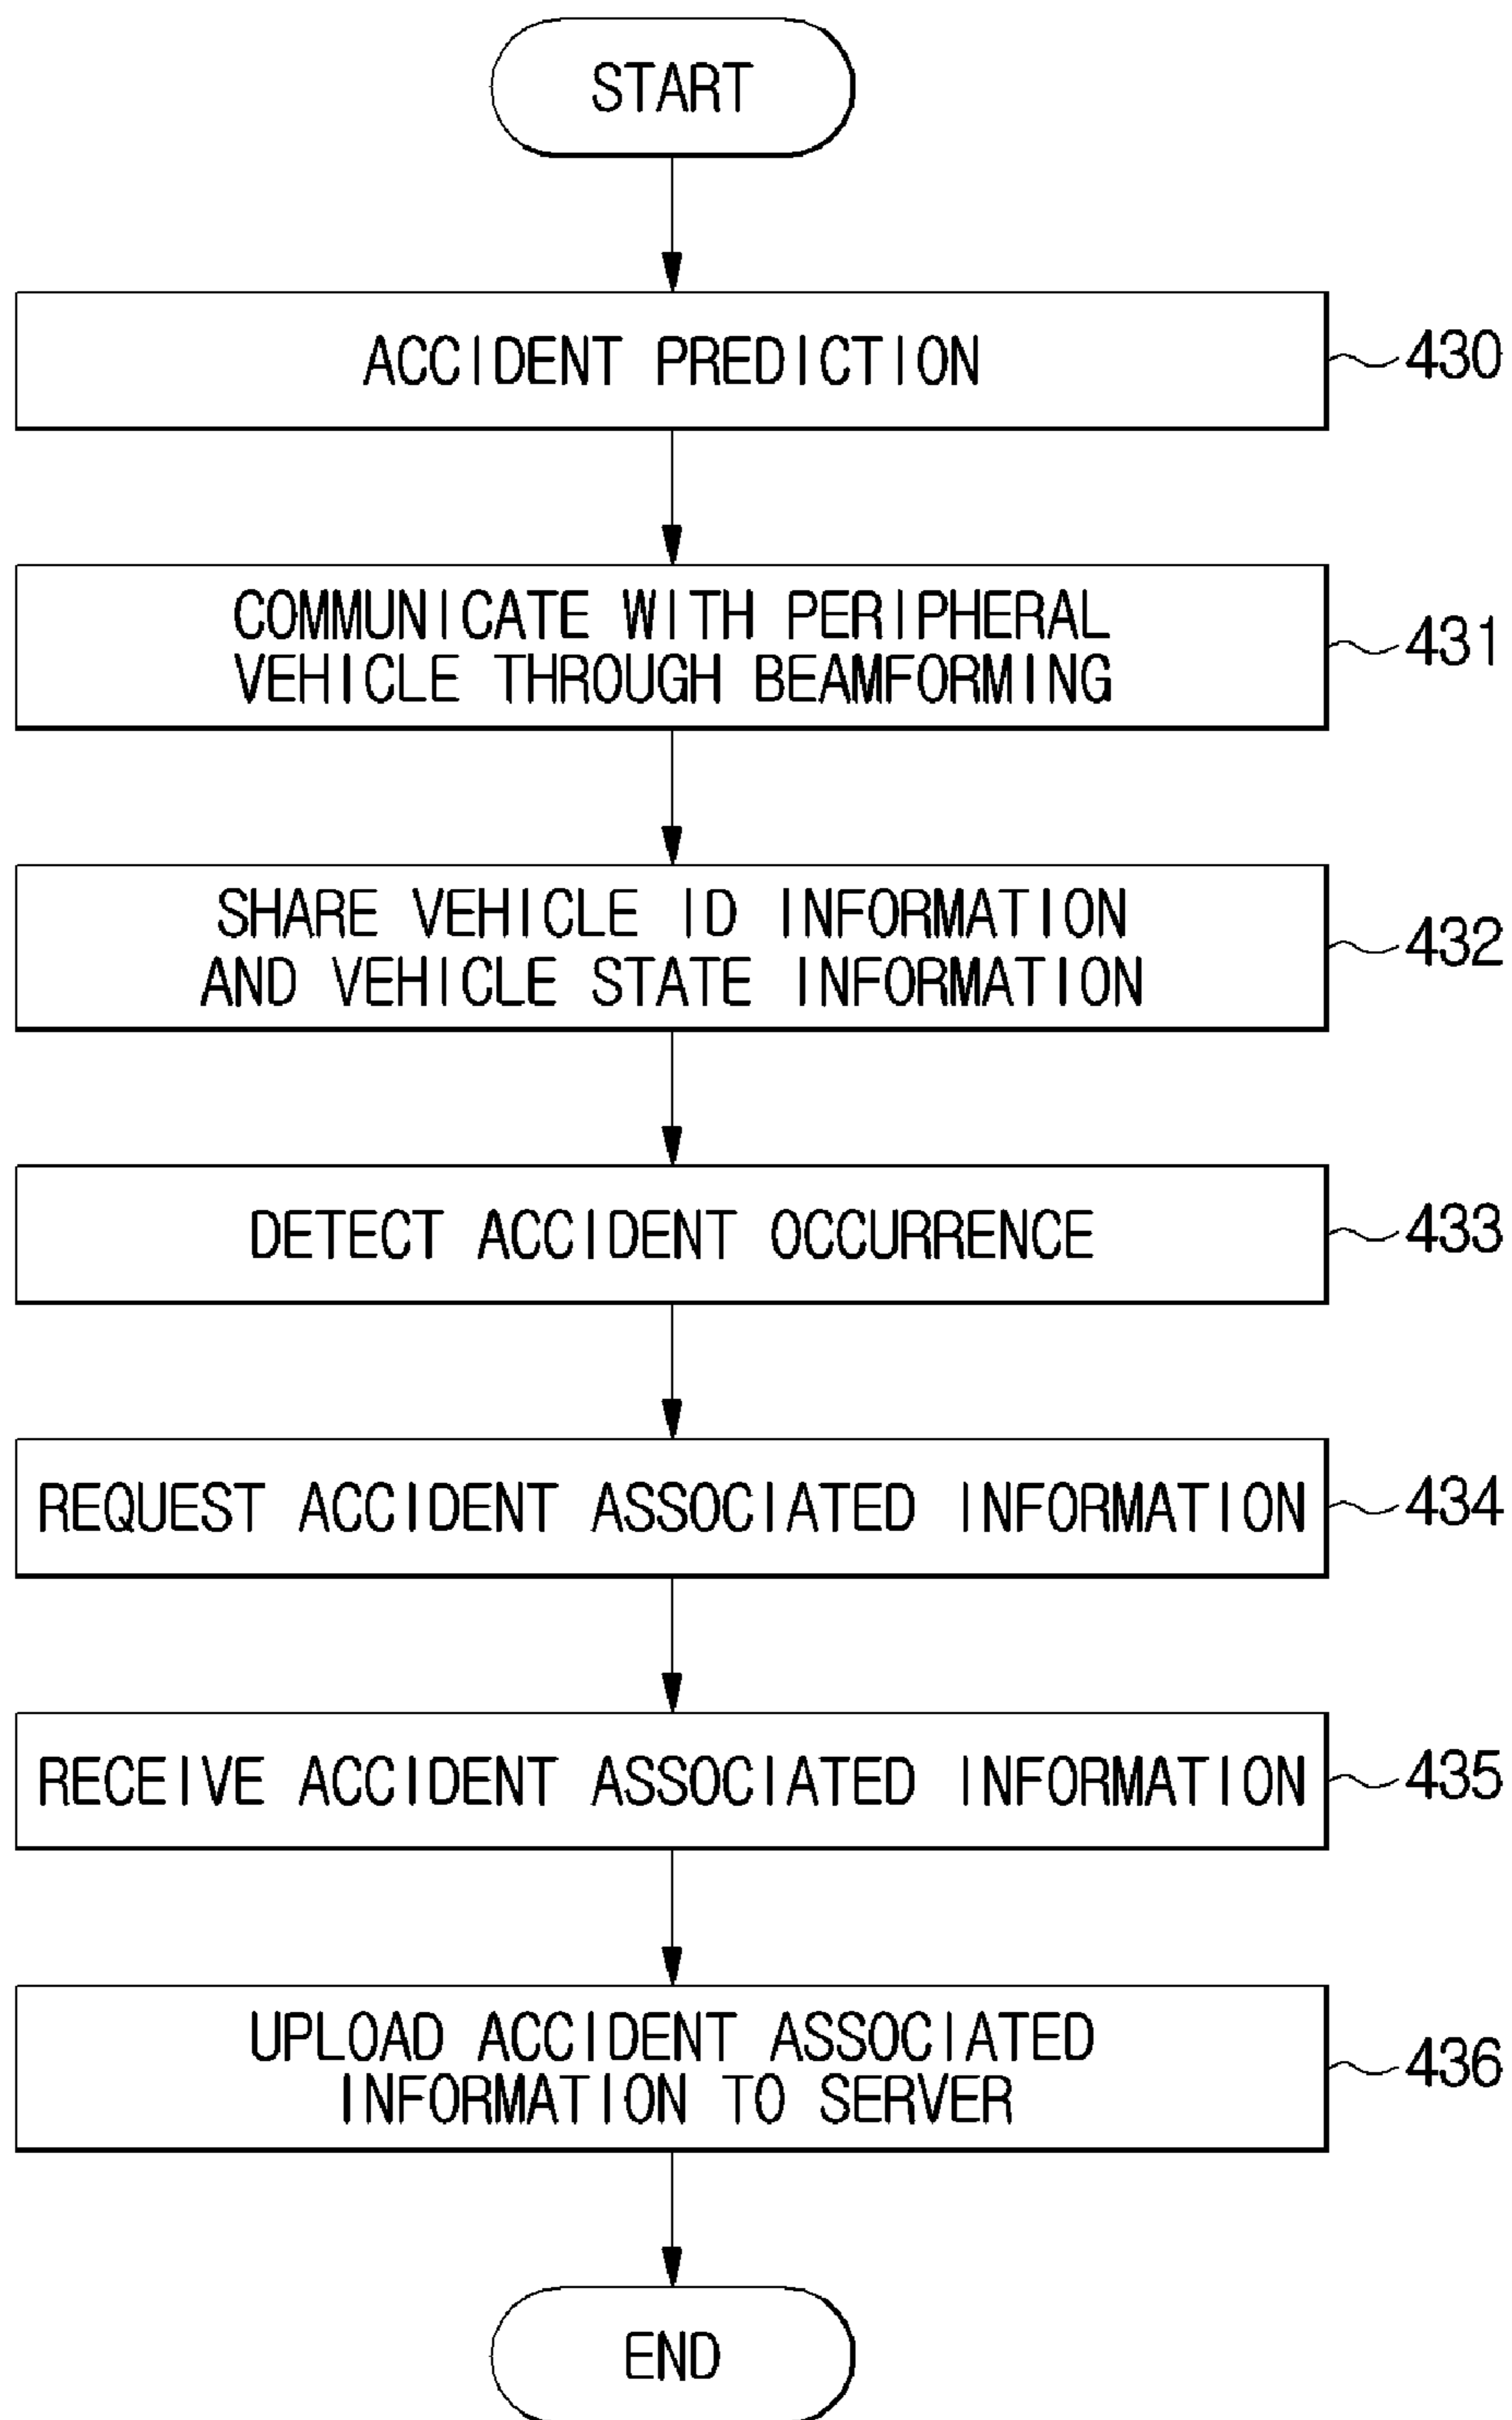 START
ACCIDENT PREDICTION
430
COMMUNICATE WITH PERIPHERAL
VEHICLE THROUGH BEAMFORMING
431
SHARE VEHICLE ID INFORMATION
AND VEHICLE STATE INFORMATION
432
DETECT ACCIDENT OCCURRENCE
433
REQUEST ACCIDENT ASSOCIATED INFORMATION
434
RECEIVE ACCIDENT ASSOCIATED INFORMATION
435
UPLOAD ACCIDENT ASSOCIATED
INFORMATION TO SERVER
436
END